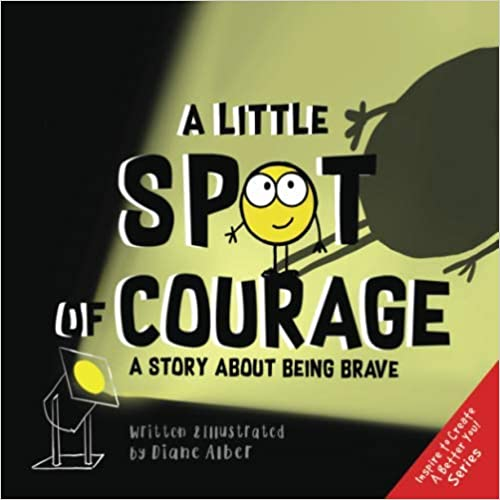 A LITTLE
SPOT
OF COURAGE
A STORY ABOUT BEING BRAVE
Written & Illustrated
by Diane Alber
Inspire to Create
A Better You!
Series